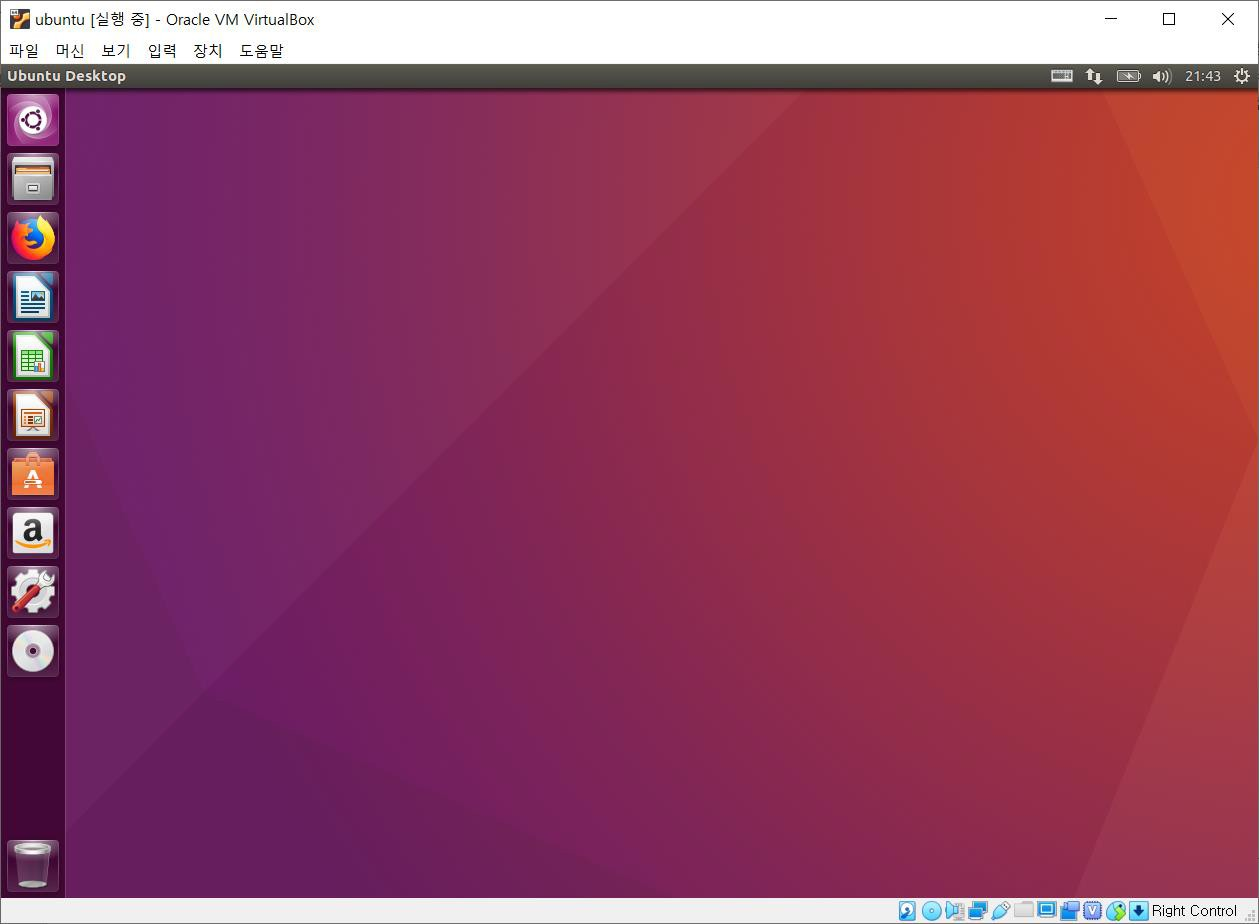 ubuntu [실행 중] - Oracle VM VirtualBox
파일 머신 보기 입력 장치 도움말
Ubuntu Desktop 21:43
A
a
V
Right Control